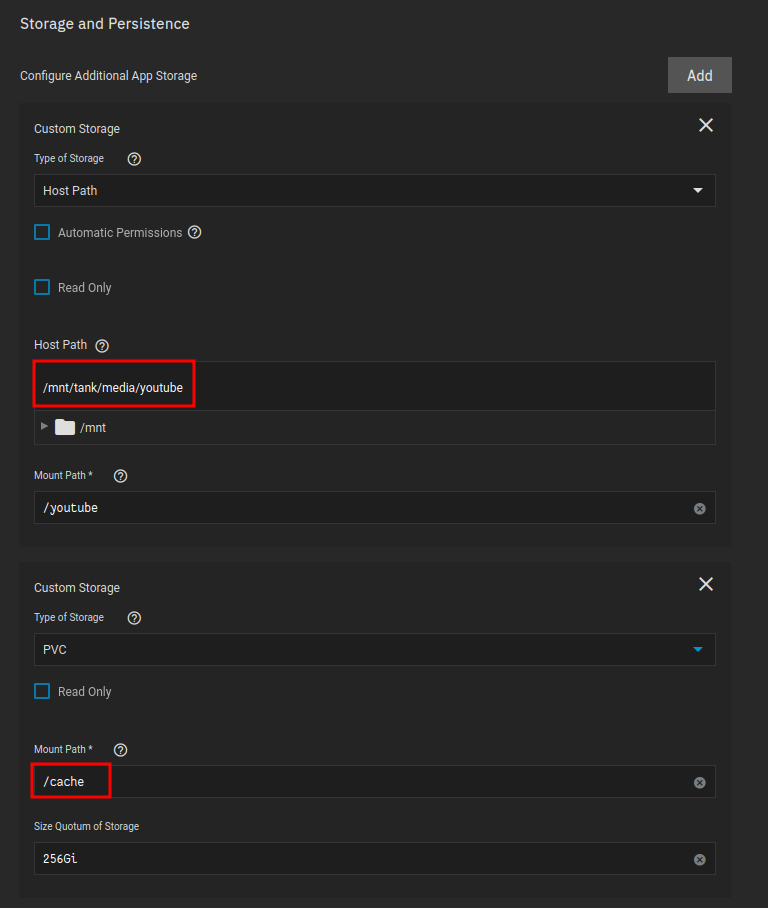 Storage and Persistence
Configure Additional App Storage
Add
Custom Storage
Type of Storage
Host Path
Automatic Permissions
Read Only
Host Path
/mnt/tank/media/youtube
/mnt
Mount Path *
/youtube
Custom Storage
Type of Storage
PVC
Read Only
Mount Path *
/cache
Size Quotum of Storage
256Gi